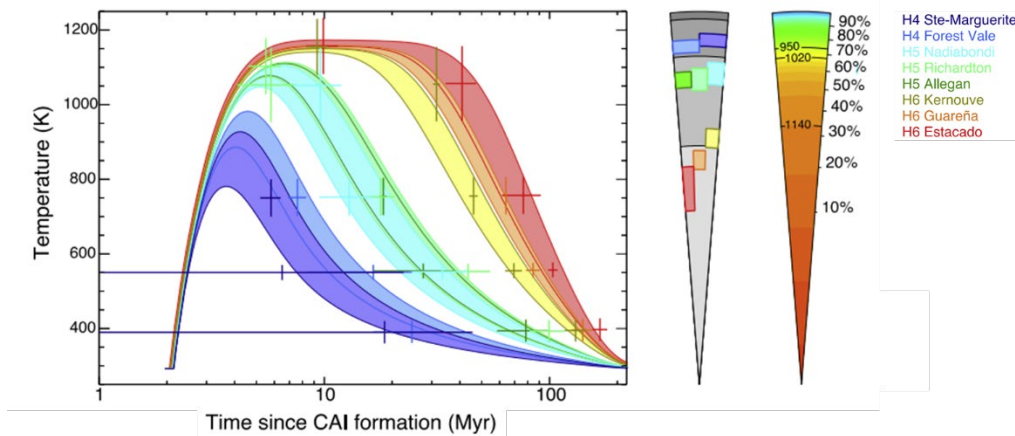 1200
1000
800
600
400
Temperature (K)
1
10
100
Time since CAI formation (Myr)
950
1020
1140
90%
80%
70%
60%
50%
40%
30%
20%
10%
H4 Ste-Marguerite
H4 Forest Vale
H5 Nadiabondi
H5 Richardton
H5 Allegan
H6 Kernouve
H6 Guareña
H6 Estacado